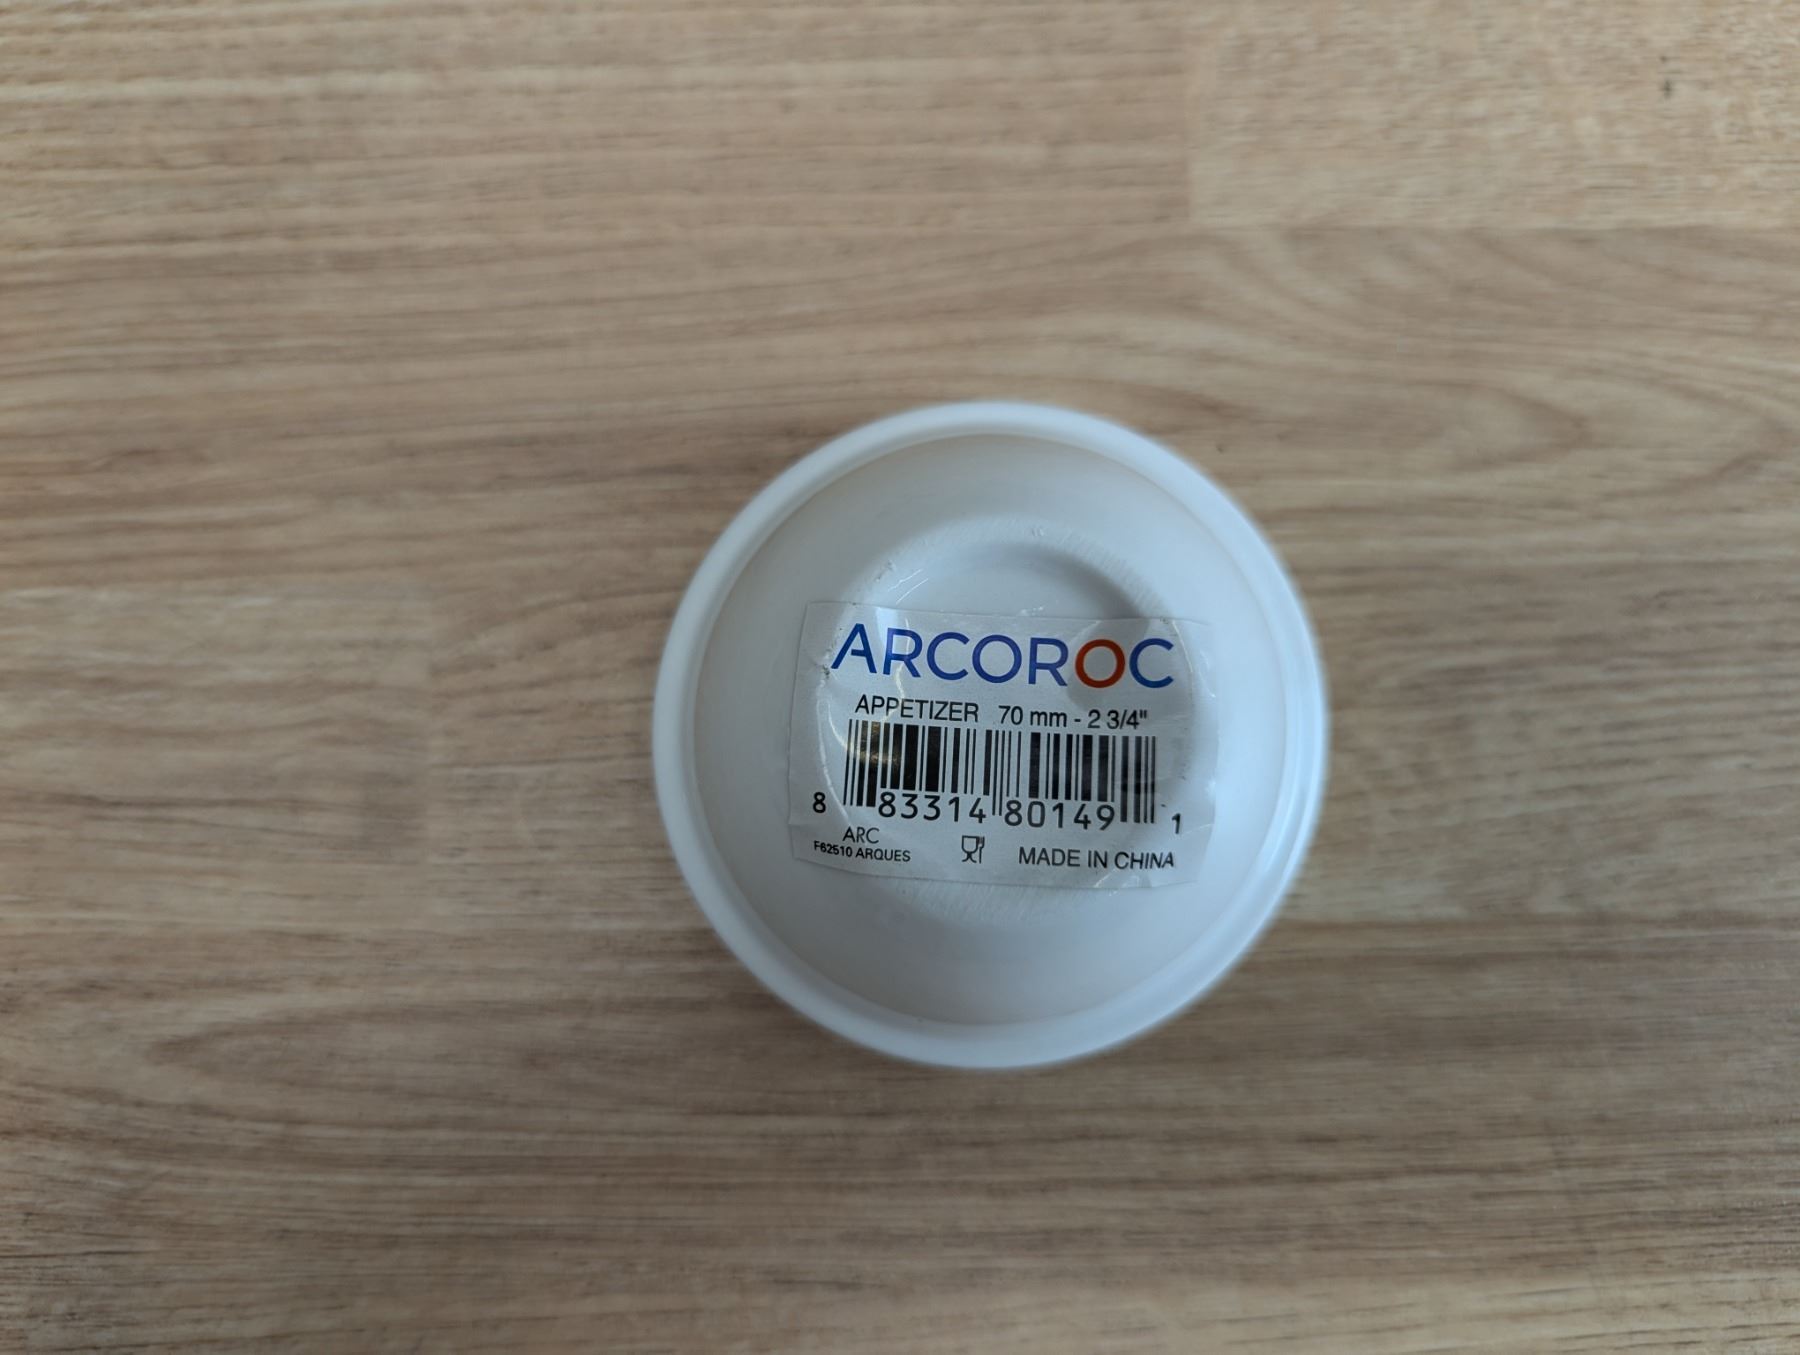 ARCOROC
APPETIZER 70 mm - 2 3/4"
8 83314 80149 1
ARC
F62510 ARQUES
MADE IN CHINA